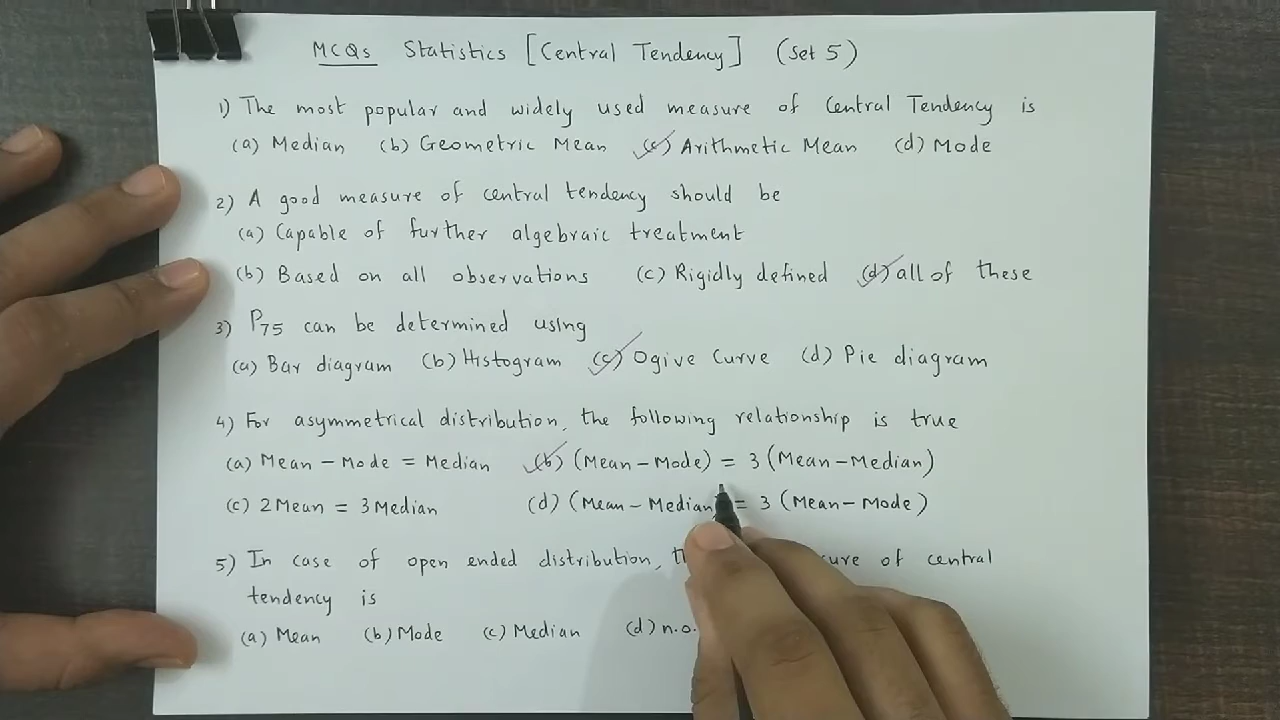 MCQs Statistics [Central Tendency] (Set 5)
1) The most popular and widely used measure of Central Tendency is
(a) Median (b) Geometric Mean (c) Arithmetic Mean (d) Mode
2) A good measure of central tendency should be
(a) Capable of further algebraic treatment
(b) Based on all observations (c) Rigidly defined (d) all of these
3) P75 can be determined using
(a) Bar diagram (b) Histogram (c) Ogive Curve (d) Pie diagram
4) For asymmetrical distribution, the following relationship is true
(a) Mean - Mode = Median (b) (Mean - Mode) = 3 (Mean - Median)
(c) 2 Mean = 3 Median (d) (Mean - Median) = 3 (Mean - Mode)
5) In case of open ended distribution, of central
tendency is
(a) Mean (b) Mode (c) Median (d) n.o.